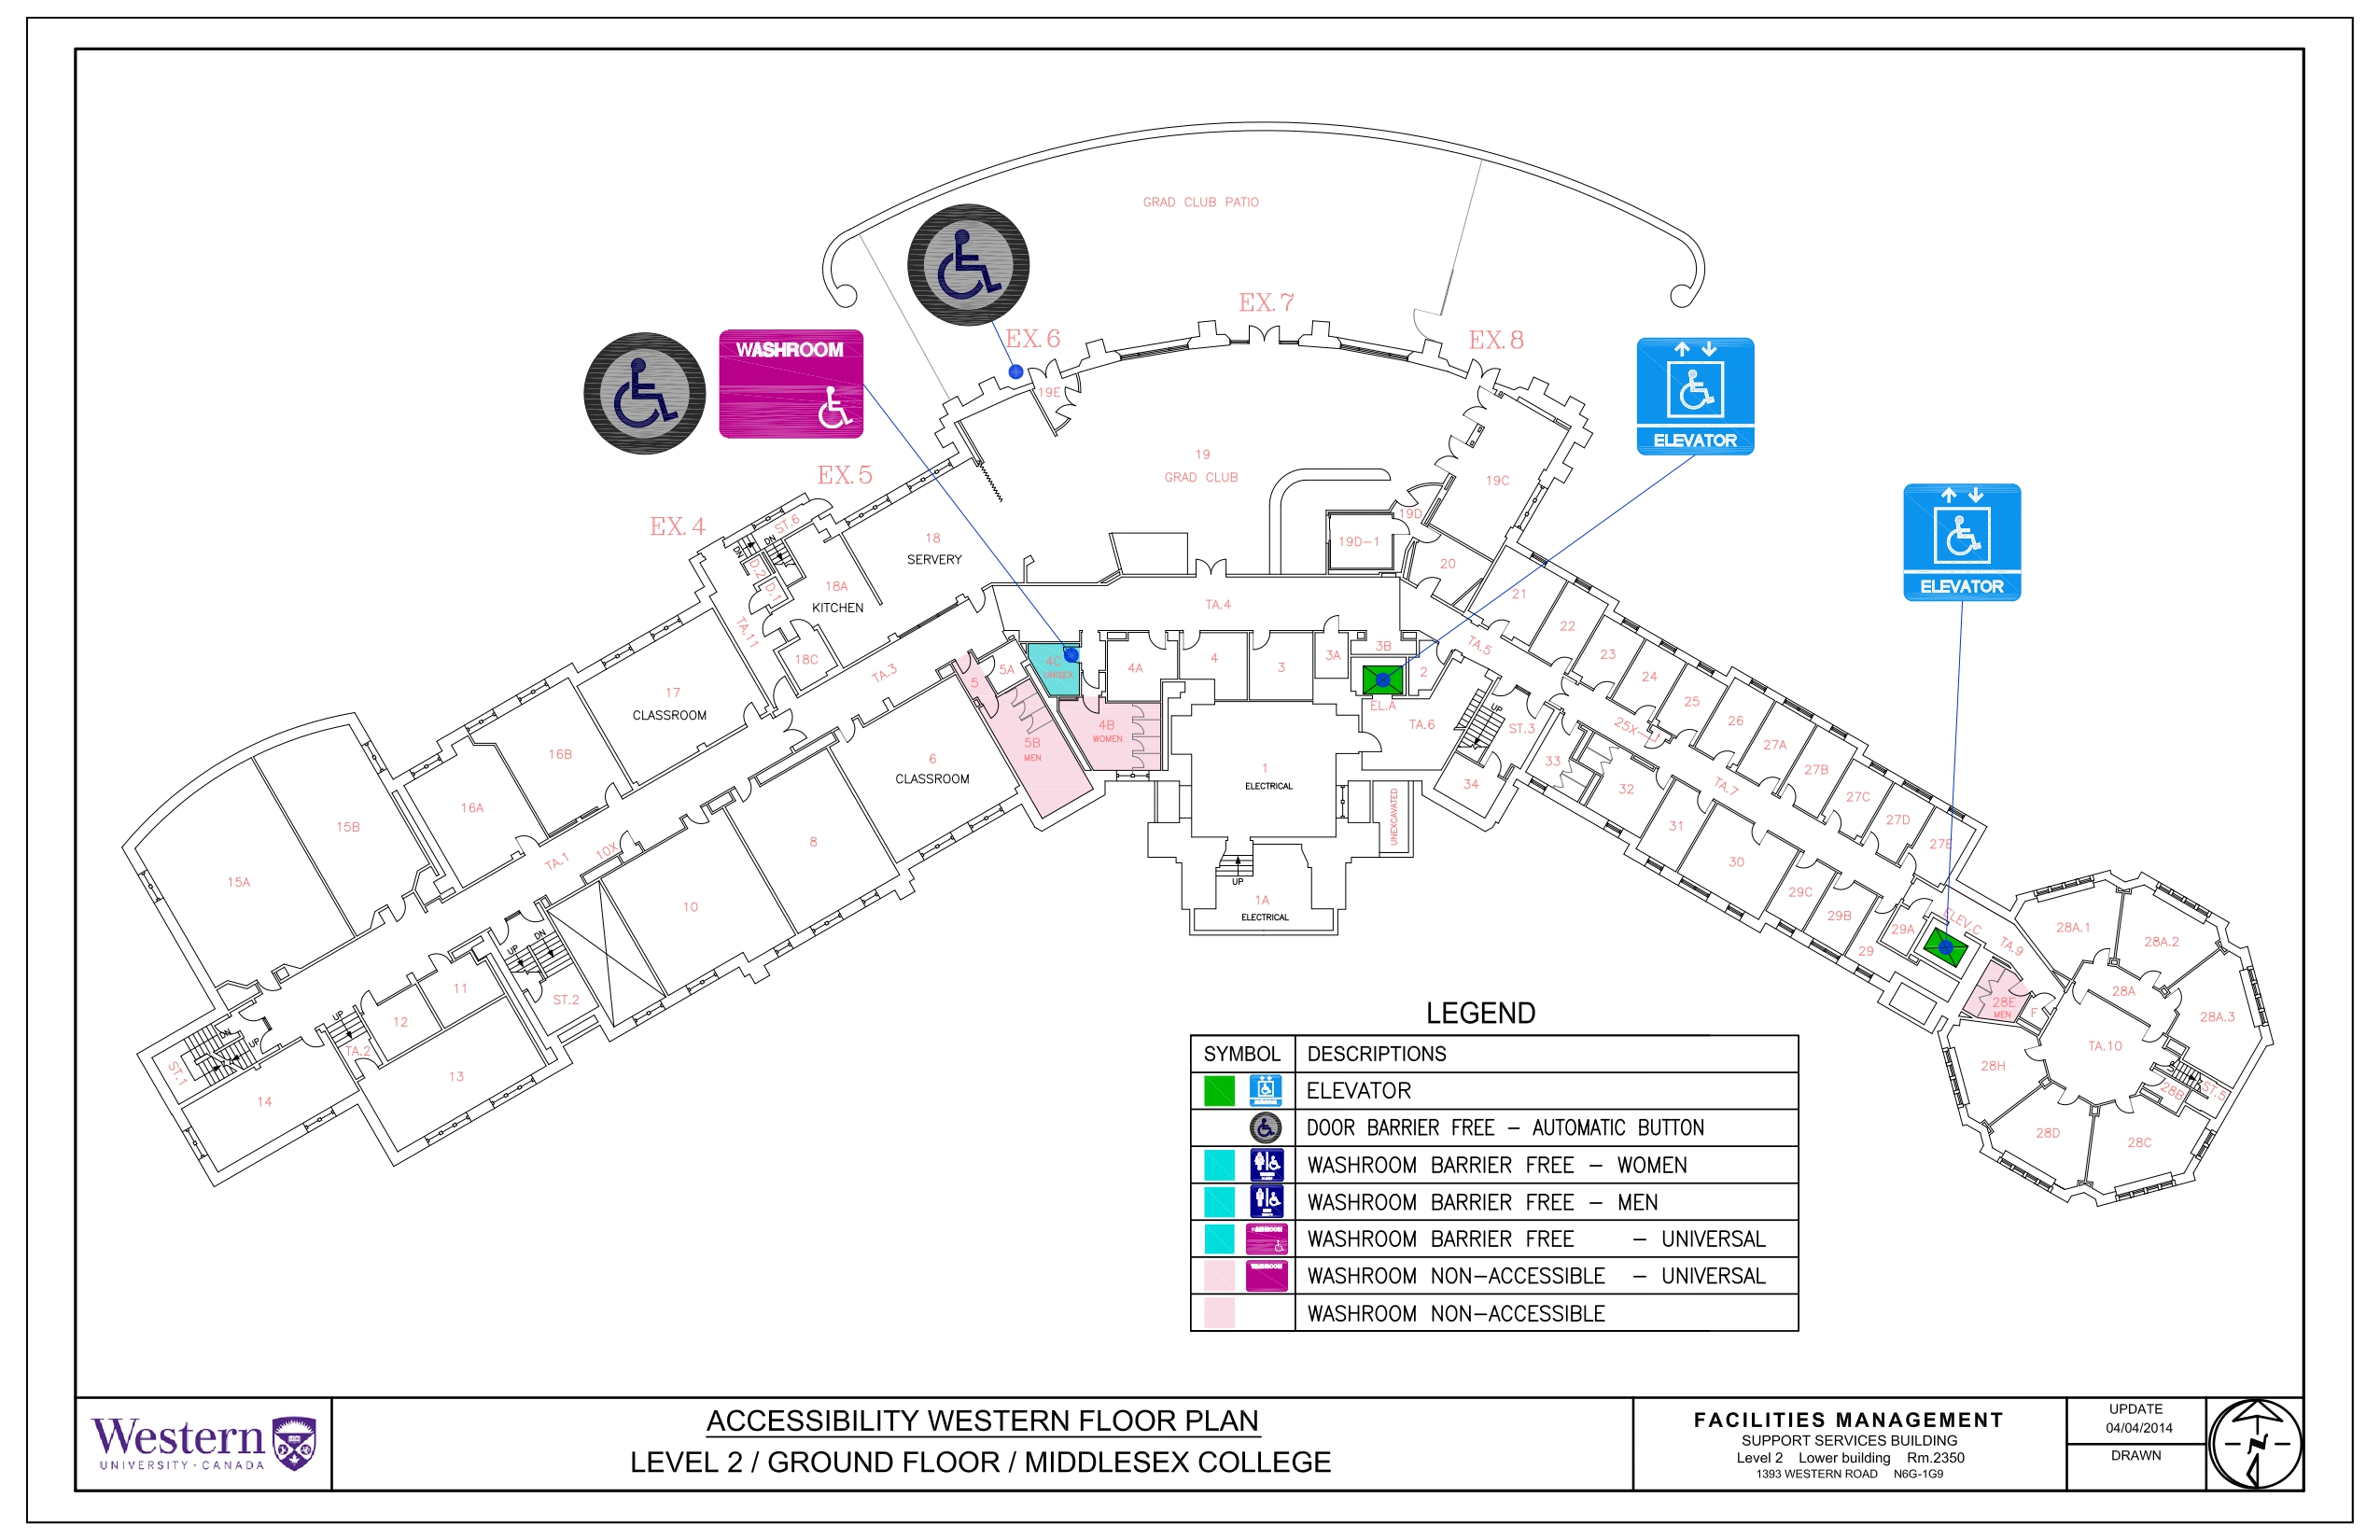 GRAD CLUB PATIO
EX.7
EX.6
EX.8
WASHROOM
ELEVATOR
19E
19
GRAD CLUB
19C
EX.5
EX.4
ELEVATOR
ST.6
DN
DN
D.2
D.1
18
SERVERY
18A
KITCHEN
19D
19D-1
20
TA.4
TA.11
18C
TA.3
5
5A
4C
UNISEX
4A
4
3
3A
3B
2
EL.A
TA.5
21
22
23
24
25
26
27A
27B
27C
27D
27E
17
CLASSROOM
16B
16A
15B
15A
6
CLASSROOM
5B
MEN
4B
WOMEN
1
ELECTRICAL
TA.6
UP
ST.3
25X
33
34
32
TA.7
31
30
29C
29B
29A
29
UNEXCAVATED
UP
1A
ELECTRICAL
TA.1
10X
8
10
ELEV.C
TA.9
28A.1
28A.2
28A
28A.3
28E
MEN
F
TA.10
28H
28B
ST.5
28D
28C
UP
DN
ST.2
11
12
UP
TA.2
13
DN
UP
ST.1
14
LEGEND
SYMBOL DESCRIPTIONS
ELEVATOR
DOOR BARRIER FREE - AUTOMATIC BUTTON
WASHROOM BARRIER FREE - WOMEN
WASHROOM BARRIER FREE - MEN
WASHROOM BARRIER FREE - UNIVERSAL
WASHROOM NON-ACCESSIBLE - UNIVERSAL
WASHROOM NON-ACCESSIBLE
Western
UNIVERSITY · CANADA
ACCESSIBILITY WESTERN FLOOR PLAN
LEVEL 2 / GROUND FLOOR / MIDDLESEX COLLEGE
FACILITIES MANAGEMENT
SUPPORT SERVICES BUILDING
Level 2 Lower building Rm.2350
1393 WESTERN ROAD N6G-1G9
UPDATE
04/04/2014
DRAWN
N